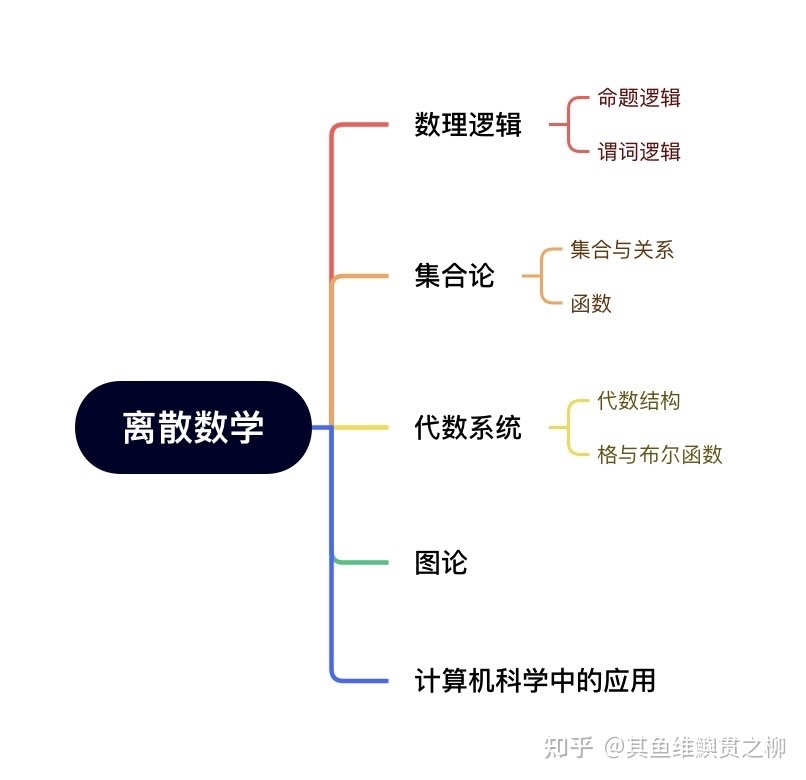 离散数学
数理逻辑
命题逻辑
谓词逻辑
集合论
集合与关系
函数
代数系统
代数结构
格与布尔函数
图论
计算机科学中的应用
知乎 @其鱼维鱮贯之柳